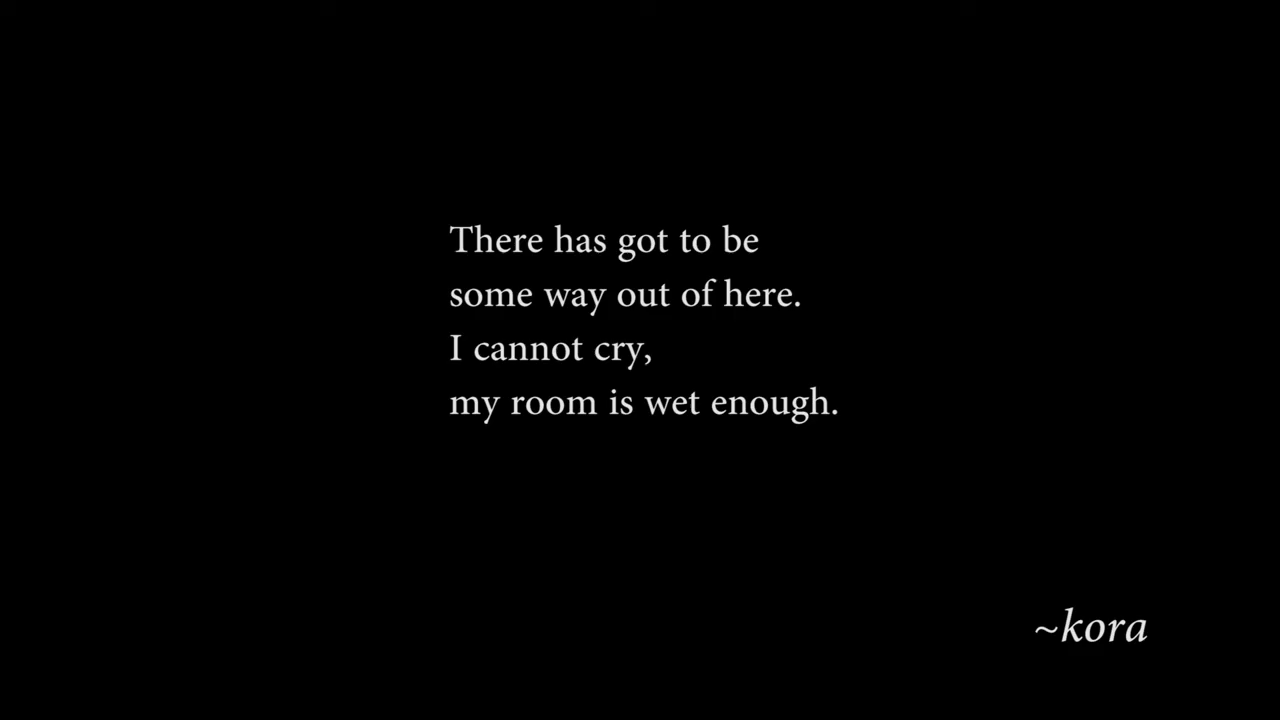 There has got to be
some way out of here.
I cannot cry,
my room is wet enough.
~kora